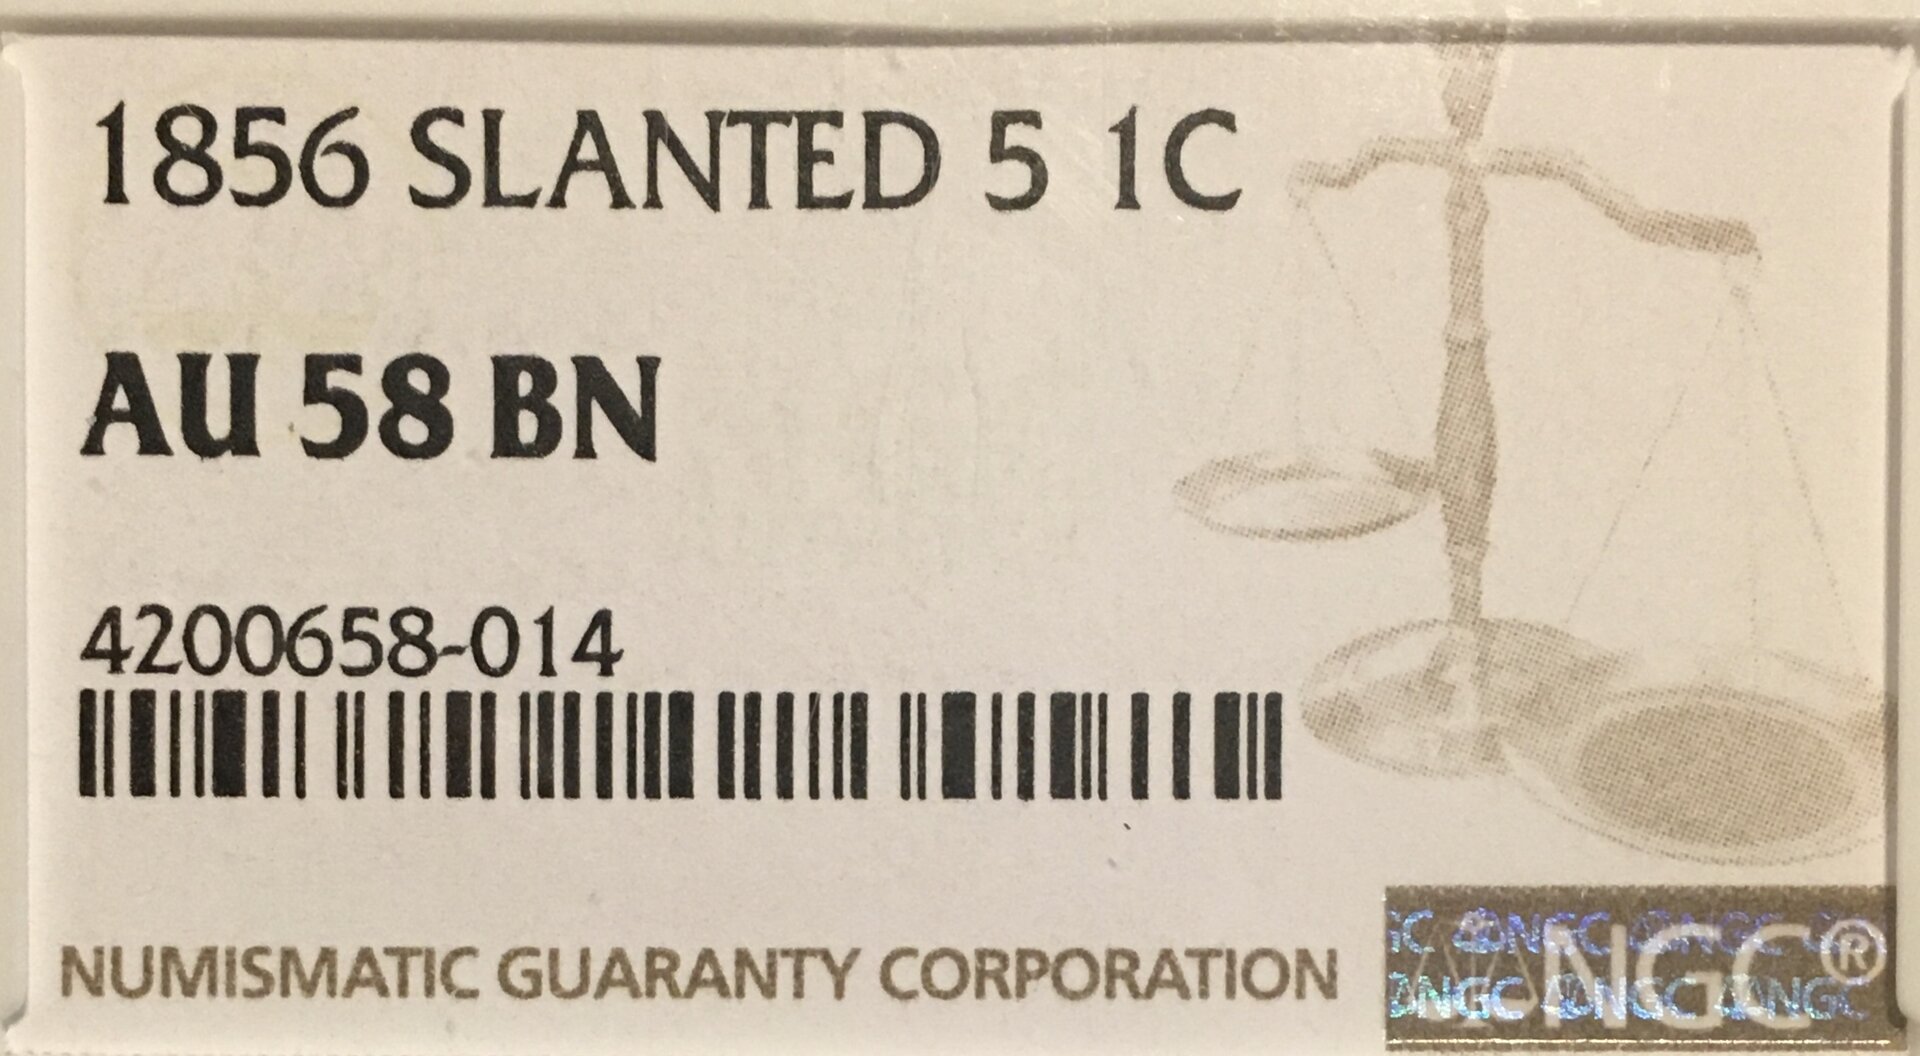 1856 SLANTED 5 1C
AU 58 BN
4200658-014
NUMISMATIC GUARANTY CORPORATION
NGC®